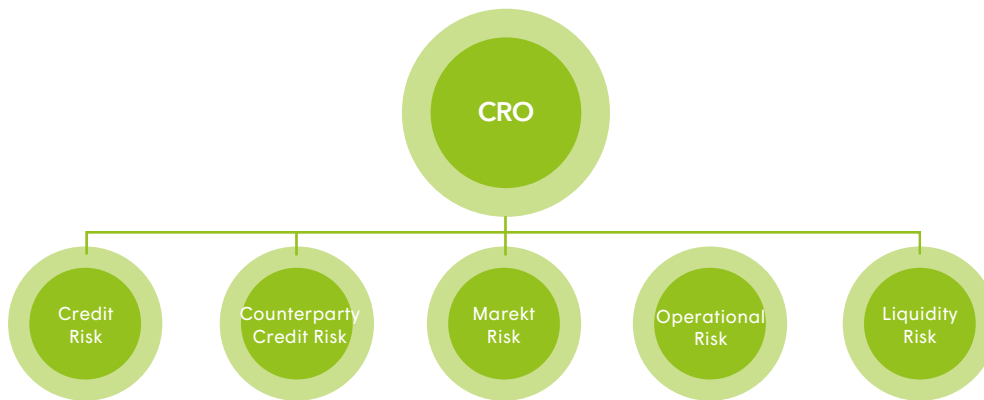 CRO
Credit
Risk
Counterparty
Credit Risk
Marekt
Risk
Operational
Risk
Liquidity
Risk